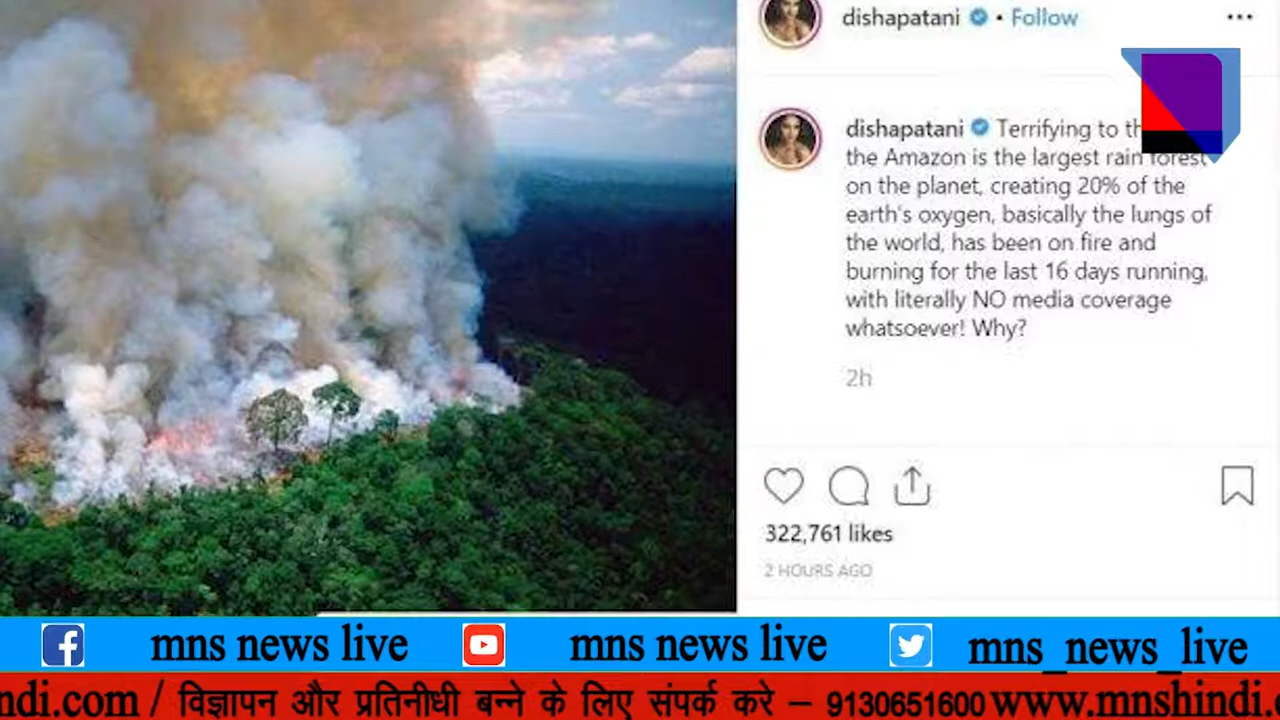 dishapatani • Follow
dishapatani Terrifying to
the Amazon is the largest rain forest
on the planet, creating 20% of the
earth's oxygen, basically the lungs of
the world, has been on fire and
burning for the last 16 days running,
with literally NO media coverage
whatsoever! Why?
2h
322,761 likes
2 HOURS AGO
mns news live
mns news live
mns_news_live
ndi.com / विज्ञापन और प्रतिनीधी बन्ने के लिए संपर्क करे – 9130651600 www.mnshindi.